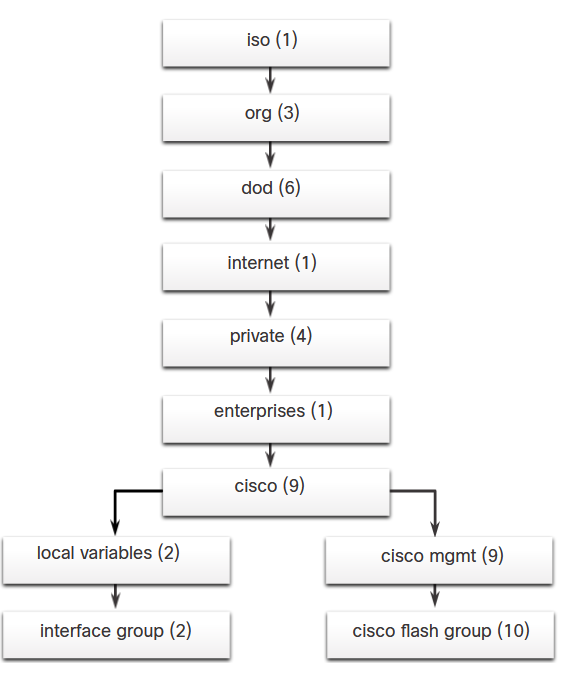 iso (1)
org (3)
dod (6)
internet (1)
private (4)
enterprises (1)
cisco (9)
local variables (2)
cisco mgmt (9)
interface group (2)
cisco flash group (10)